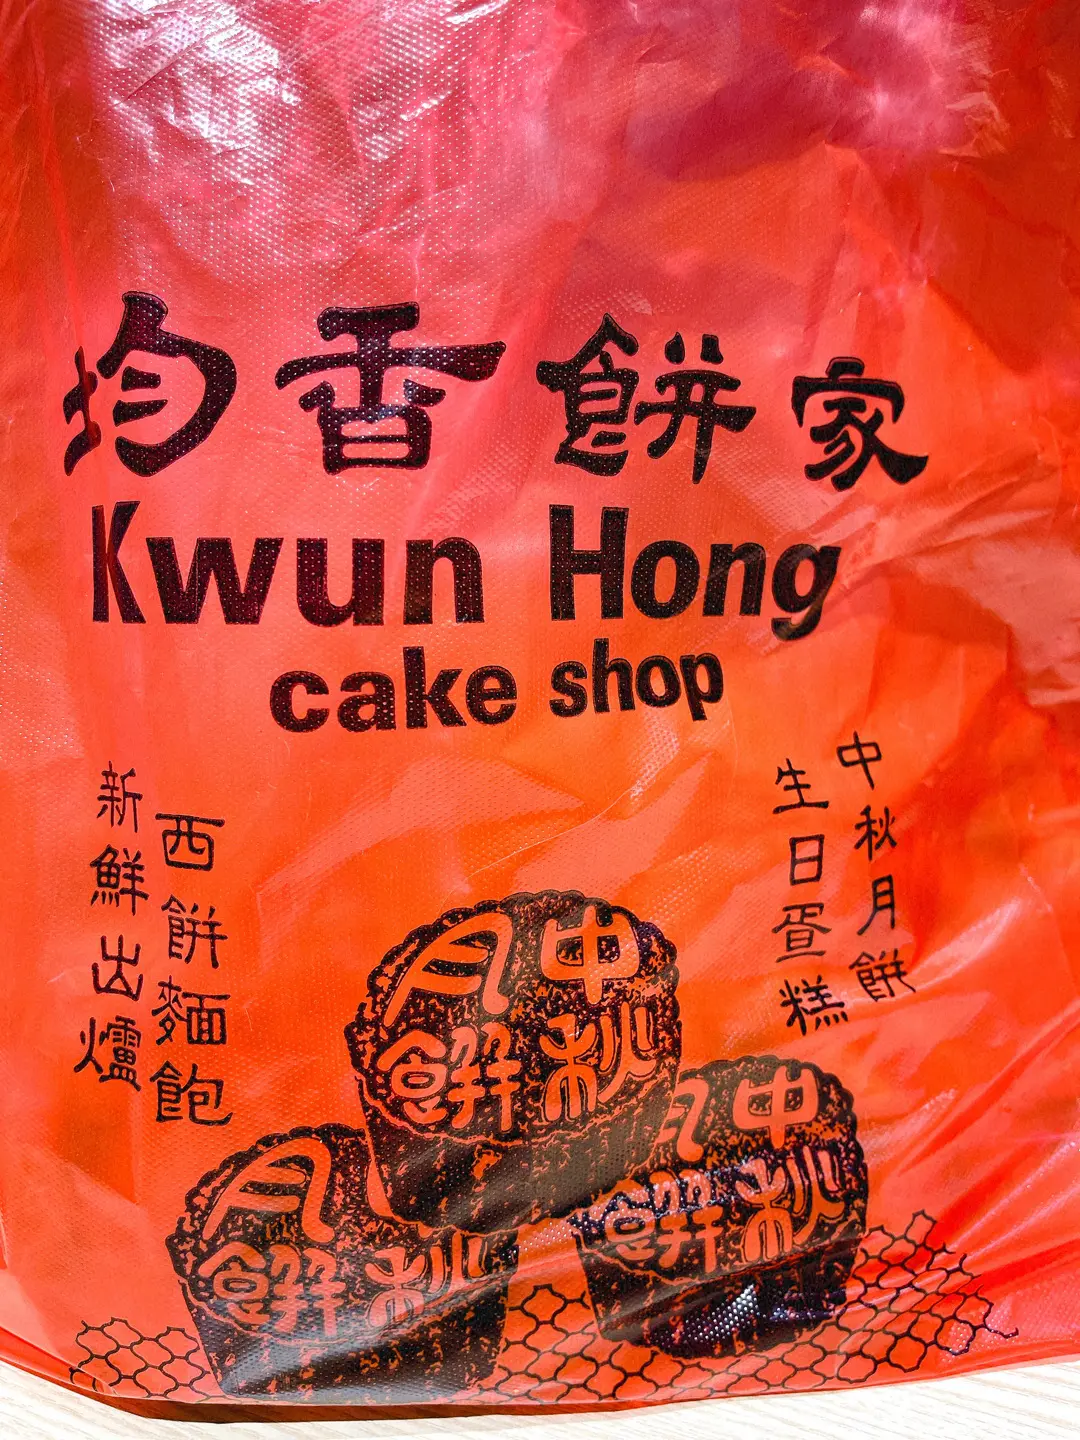 均香餅家
Kwun Hong
cake shop
中秋月餅
生日蛋糕
西餅麵飽
新鮮出爐
中秋
月餅
中秋
月餅
秋
月餅